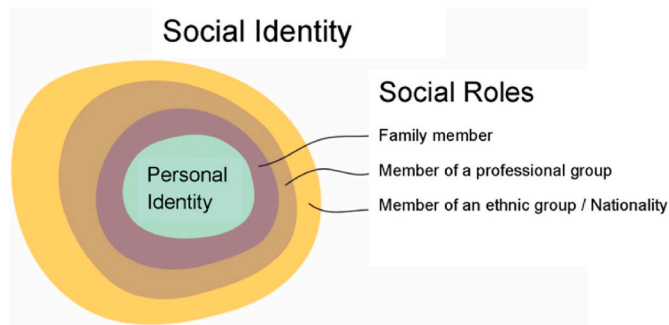 Social Identity
Social Roles
Family member
Member of a professional group
Member of an ethnic group / Nationality
Personal
Identity